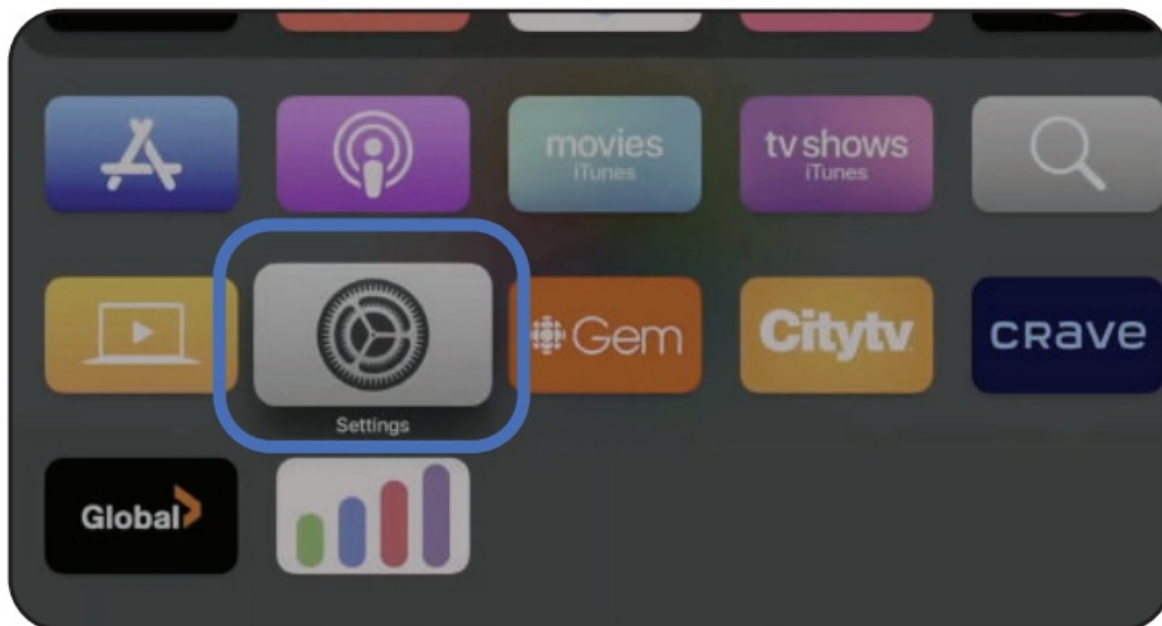 movies
iTunes
tv shows
iTunes
Gem
Citytv
CRAVE
Settings
Global